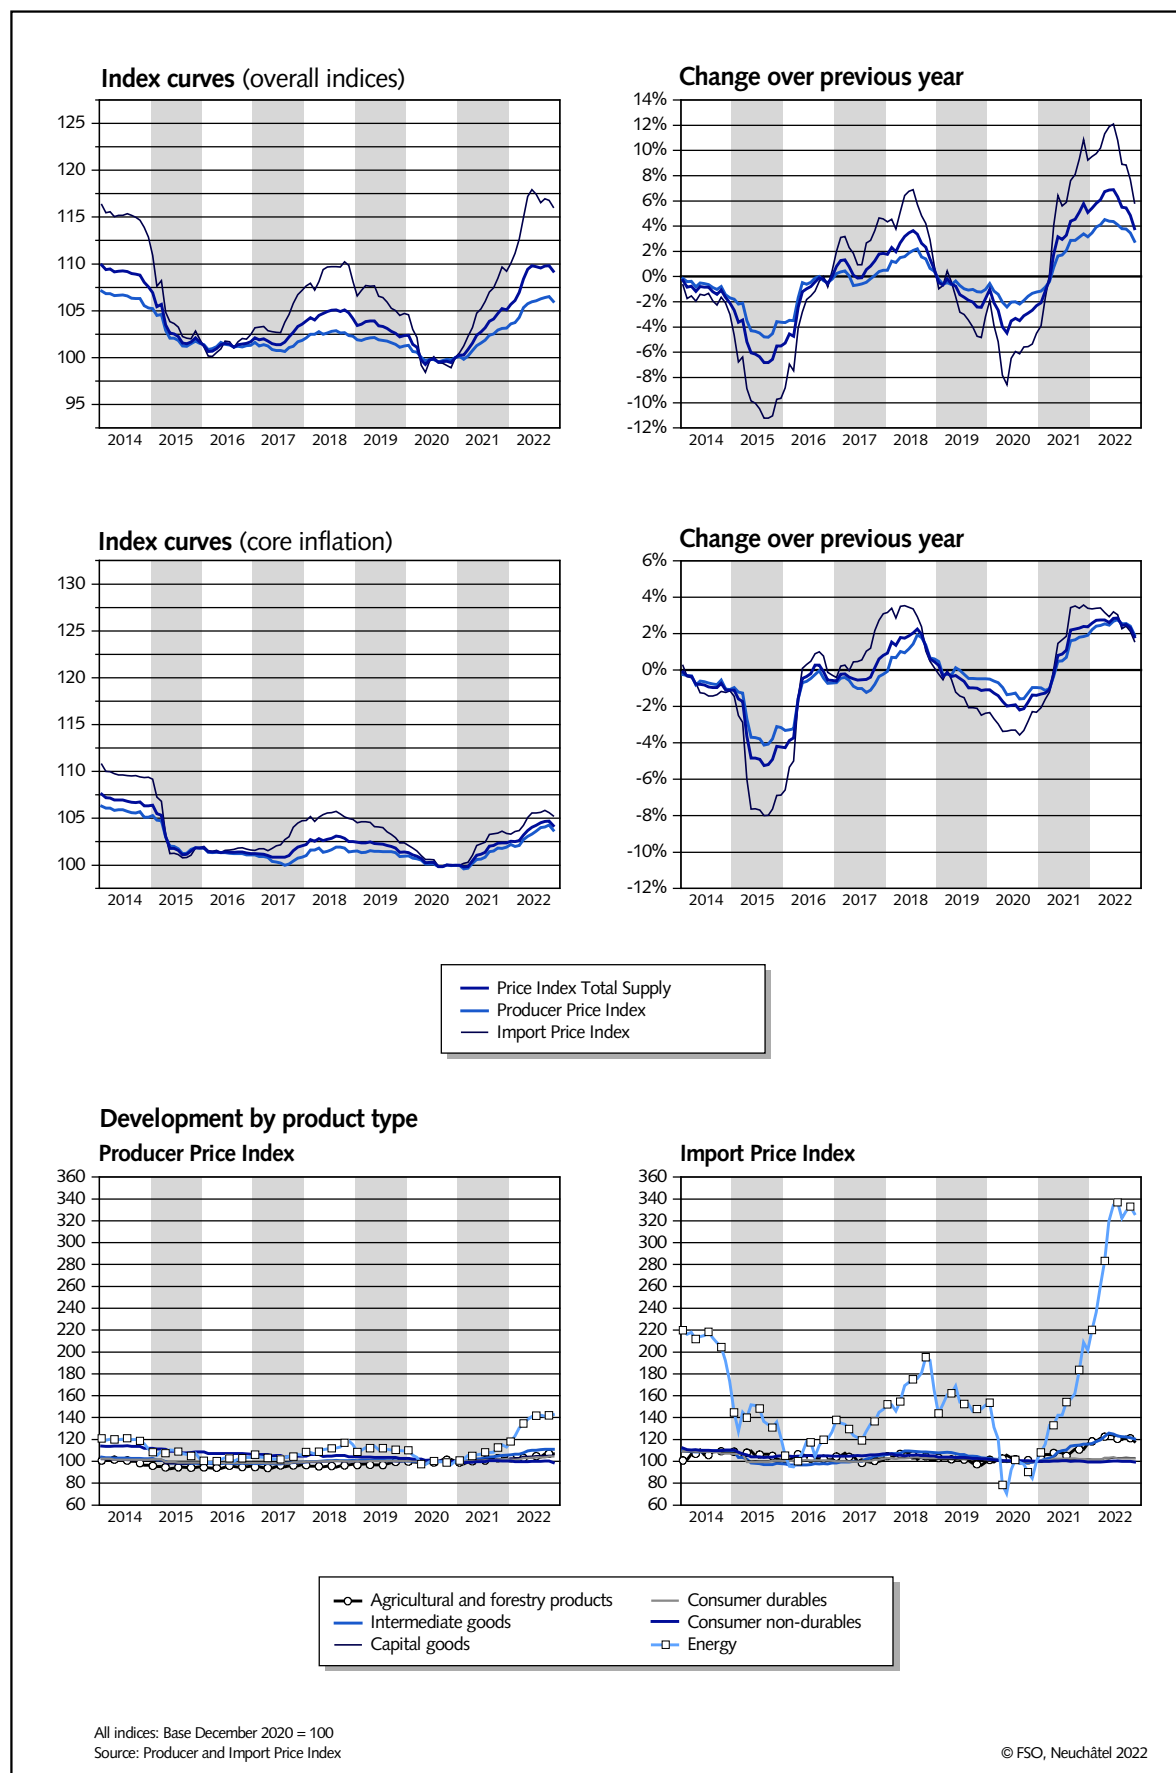 Index curves (overall indices)
125
120
115
110
105
100
95
2014 2015 2016 2017 2018 2019 2020 2021 2022
Change over previous year
14%
12%
10%
8%
6%
4%
2%
0%
-2%
-4%
-6%
-8%
-10%
-12%
2014 2015 2016 2017 2018 2019 2020 2021 2022
Index curves (core inflation)
130
125
120
115
110
105
100
2014 2015 2016 2017 2018 2019 2020 2021 2022
Change over previous year
6%
4%
2%
0%
-2%
-4%
-6%
-8%
-10%
-12%
2014 2015 2016 2017 2018 2019 2020 2021 2022
Price Index Total Supply
Producer Price Index
Import Price Index
Development by product type
Producer Price Index
360
340
320
300
280
260
240
220
200
180
160
140
120
100
80
60
2014 2015 2016 2017 2018 2019 2020 2021 2022
Import Price Index
360
340
320
300
280
260
240
220
200
180
160
140
120
100
80
60
2014 2015 2016 2017 2018 2019 2020 2021 2022
Agricultural and forestry products
Intermediate goods
Capital goods
Consumer durables
Consumer non-durables
Energy
All indices: Base December 2020 = 100
Source: Producer and Import Price Index
© FSO, Neuchâtel 2022